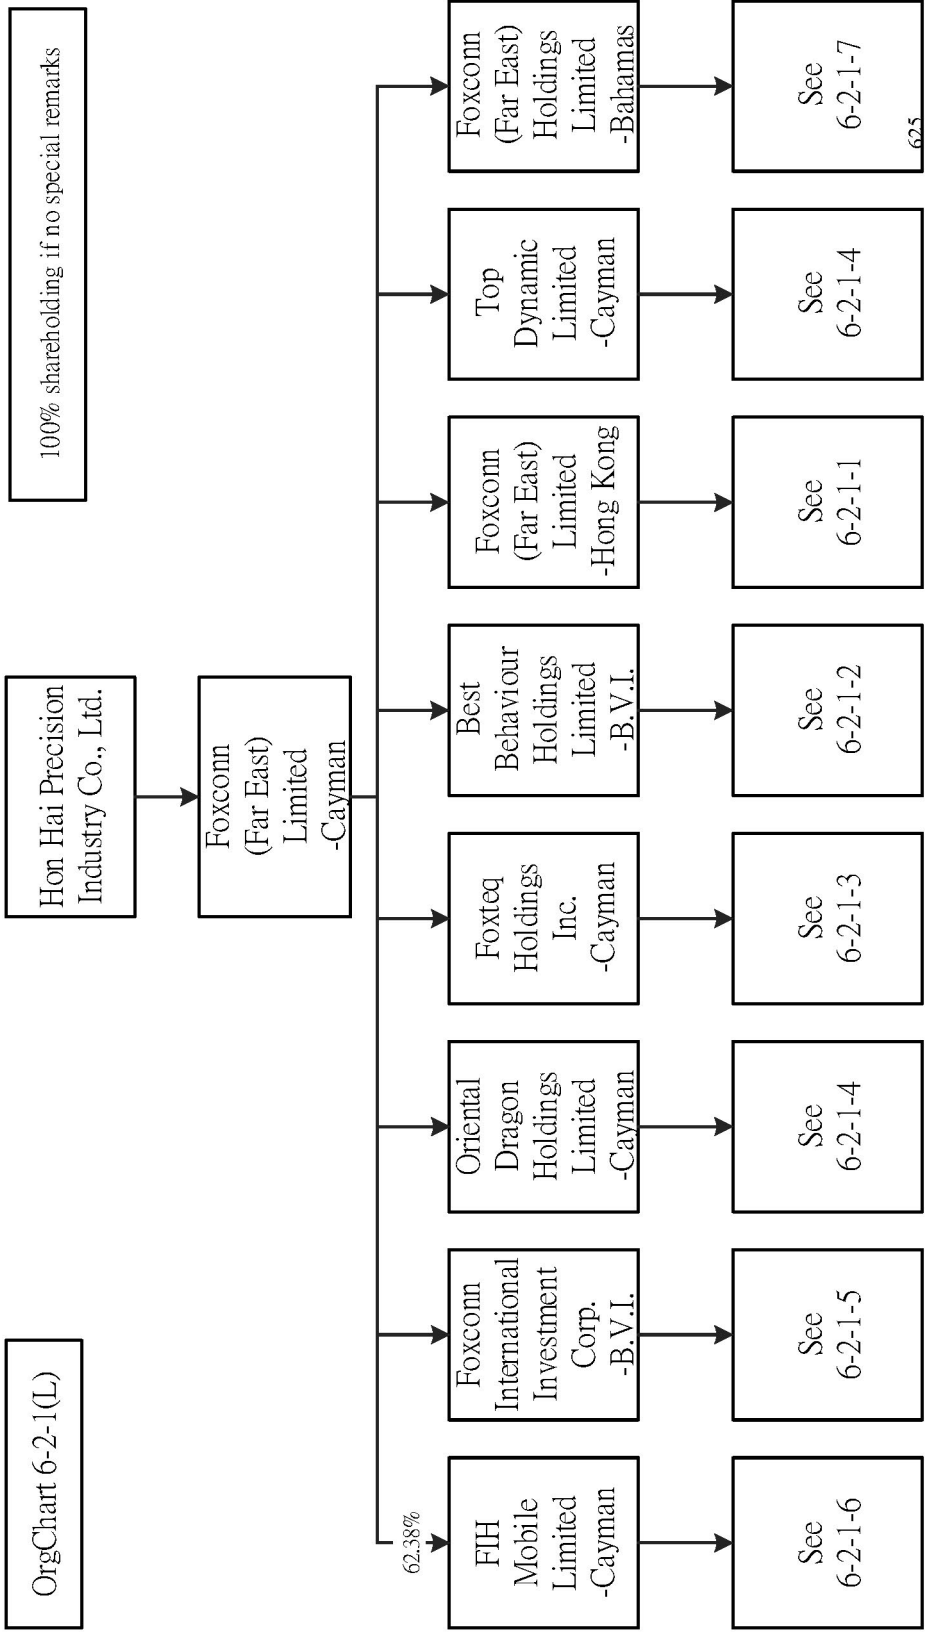 OrgChart 6-2-1(L)
Hon Hai Precision
Industry Co., Ltd.
100% shareholding if no special remarks
Foxconn
(Far East)
Limited
-Cayman
62.38%
FIH
Mobile
Limited
-Cayman
Foxconn
International
Investment
Corp.
-B.V.I.
Oriental
Dragon
Holdings
Limited
-Cayman
Foxteq
Holdings
Inc.
-Cayman
Best
Behaviour
Holdings
Limited
-B.V.I.
Foxconn
(Far East)
Limited
-Hong Kong
Top
Dynamic
Limited
-Cayman
Foxconn
(Far East)
Holdings
Limited
-Bahamas
See
6-2-1-6
See
6-2-1-5
See
6-2-1-4
See
6-2-1-3
See
6-2-1-2
See
6-2-1-1
See
6-2-1-4
See
6-2-1-7
625